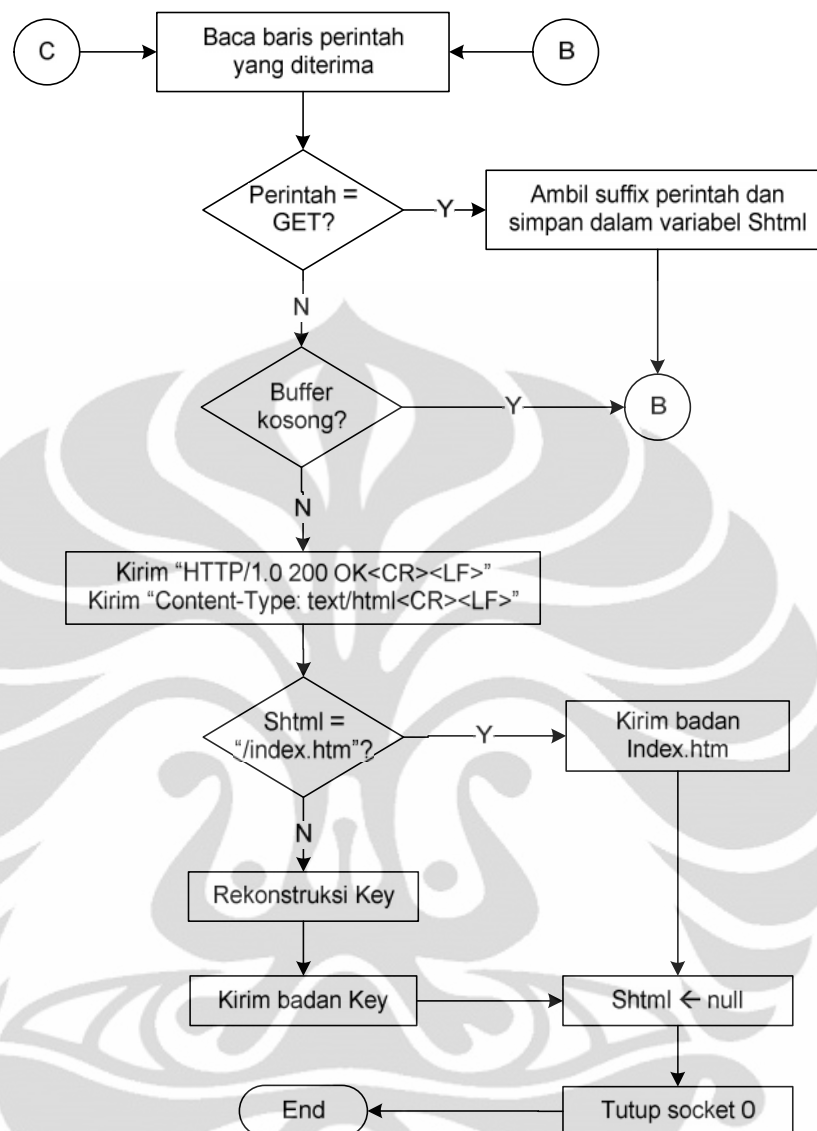 C
Baca baris perintah
yang diterima
B
Perintah =
GET?
Y
Ambil suffix perintah dan
simpan dalam variabel Shtml
N
Buffer
kosong?
Y
B
N
Kirim “HTTP/1.0 200 OK<CR><LF>”
Kirim “Content-Type: text/html<CR><LF>”
Shtml =
“/index.htm”?
Y
Kirim badan
Index.htm
N
Rekonstruksi Key
Kirim badan Key
Shtml ← null
End
Tutup socket 0